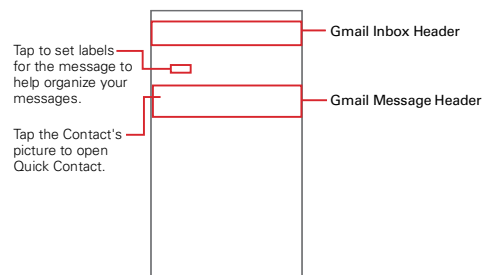 Gmail Inbox Header
Tap to set labels
for the message to
help organize your
messages.
Gmail Message Header
Tap the Contact's
picture to open
Quick Contact.